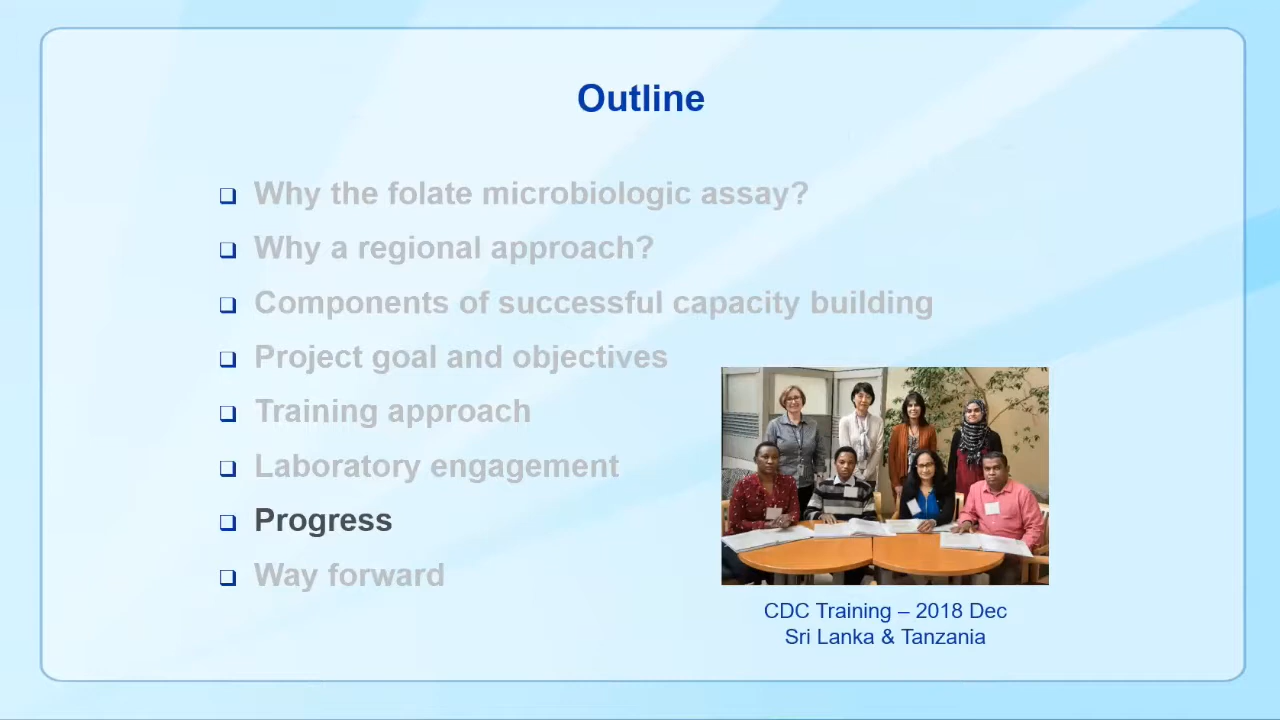 Outline
Why the folate microbiologic assay?
Why a regional approach?
Components of successful capacity building
Project goal and objectives
Training approach
Laboratory engagement
Progress
Way forward
CDC Training – 2018 Dec
Sri Lanka & Tanzania